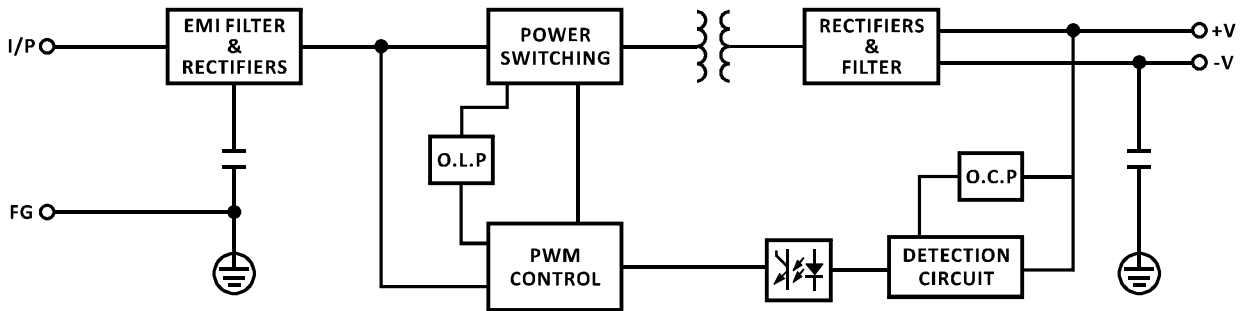 I/P
EMI FILTER
&
RECTIFIERS
POWER
SWITCHING
RECTIFIERS
&
FILTER
+V
-V
O.L.P
O.C.P
FG
PWM
CONTROL
DETECTION
CIRCUIT